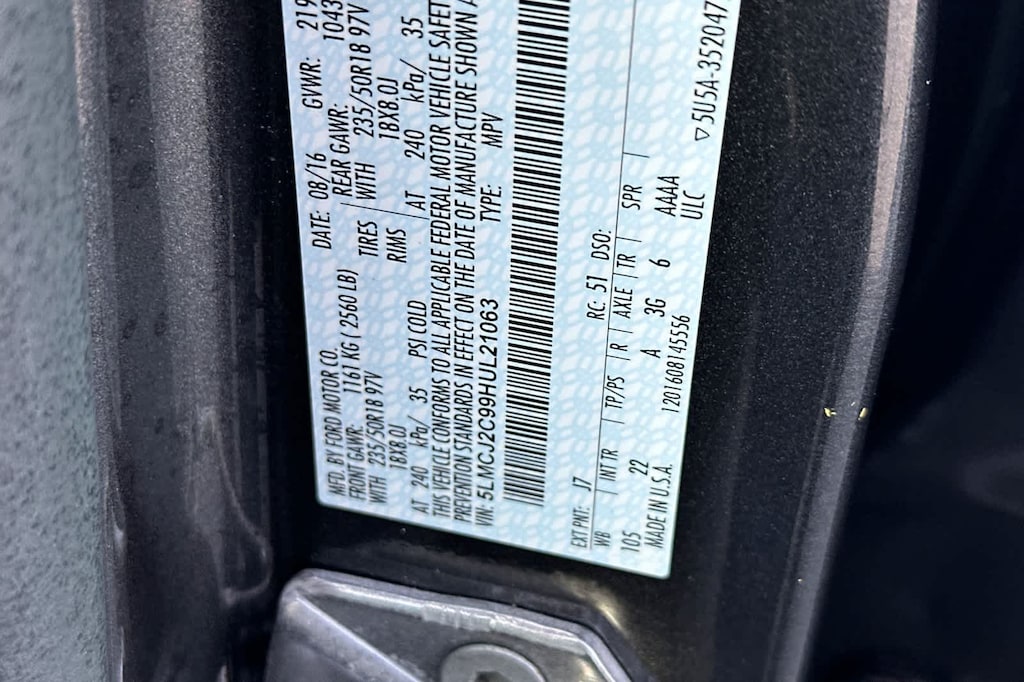 MFD. BY FORD MOTOR CO. DATE: 08/16 GVWR: 219
FRONT GAWR: 1161 KG ( 2560 LB) REAR GAWR: 1043
WITH 235/50R18 97V TIRES WITH 235/50R18 97V
18X8.0J RIMS 18X8.0J
AT 240 kPa/ 35 PSI COLD AT 240 kPa/ 35
THIS VEHICLE CONFORMS TO ALL APPLICABLE FEDERAL MOTOR VEHICLE SAFET
PREVENTION STANDARDS IN EFFECT ON THE DATE OF MANUFACTURE SHOWN A
VIN: 5LMCJ2C99HUL21063 TYPE: MPV
EXT PNT: J7 RC: 51 DSO:
WB INT TR TP/PS R AXLE TR SPR
105 22 A 3G 6 AAAA
MADE IN U.S.A. 1201608145556 ULC
▽5U5A-352047